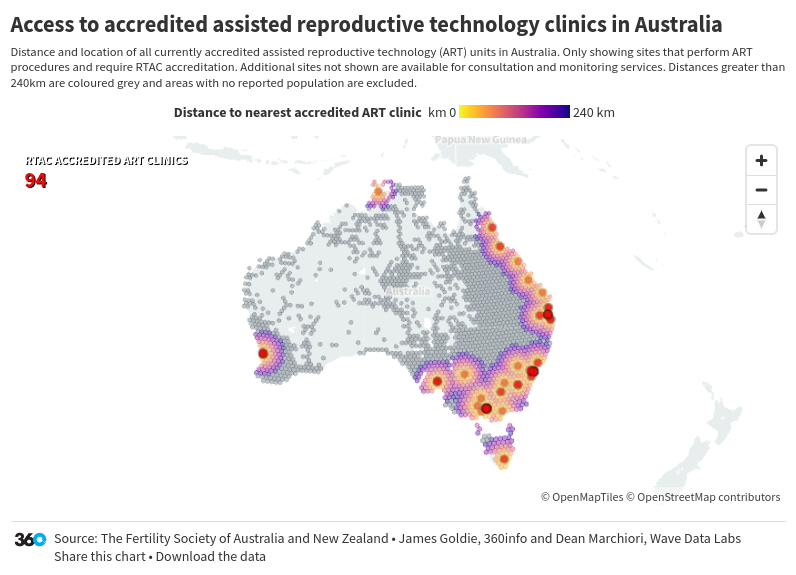 Access to accredited assisted reproductive technology clinics in Australia
Distance and location of all currently accredited assisted reproductive technology (ART) units in Australia. Only showing sites that perform ART
procedures and require RTAC accreditation. Additional sites not shown are available for consultation and monitoring services. Distances greater than
240km are coloured grey and areas with no reported population are excluded.
Distance to nearest accredited ART clinic km 0 240 km
Papua New Guinea
RTAC ACCREDITED ART CLINICS
94
Australia
© OpenMapTiles © OpenStreetMap contributors
360 Source: The Fertility Society of Australia and New Zealand • James Goldie, 360info and Dean Marchiori, Wave Data Labs
Share this chart • Download the data